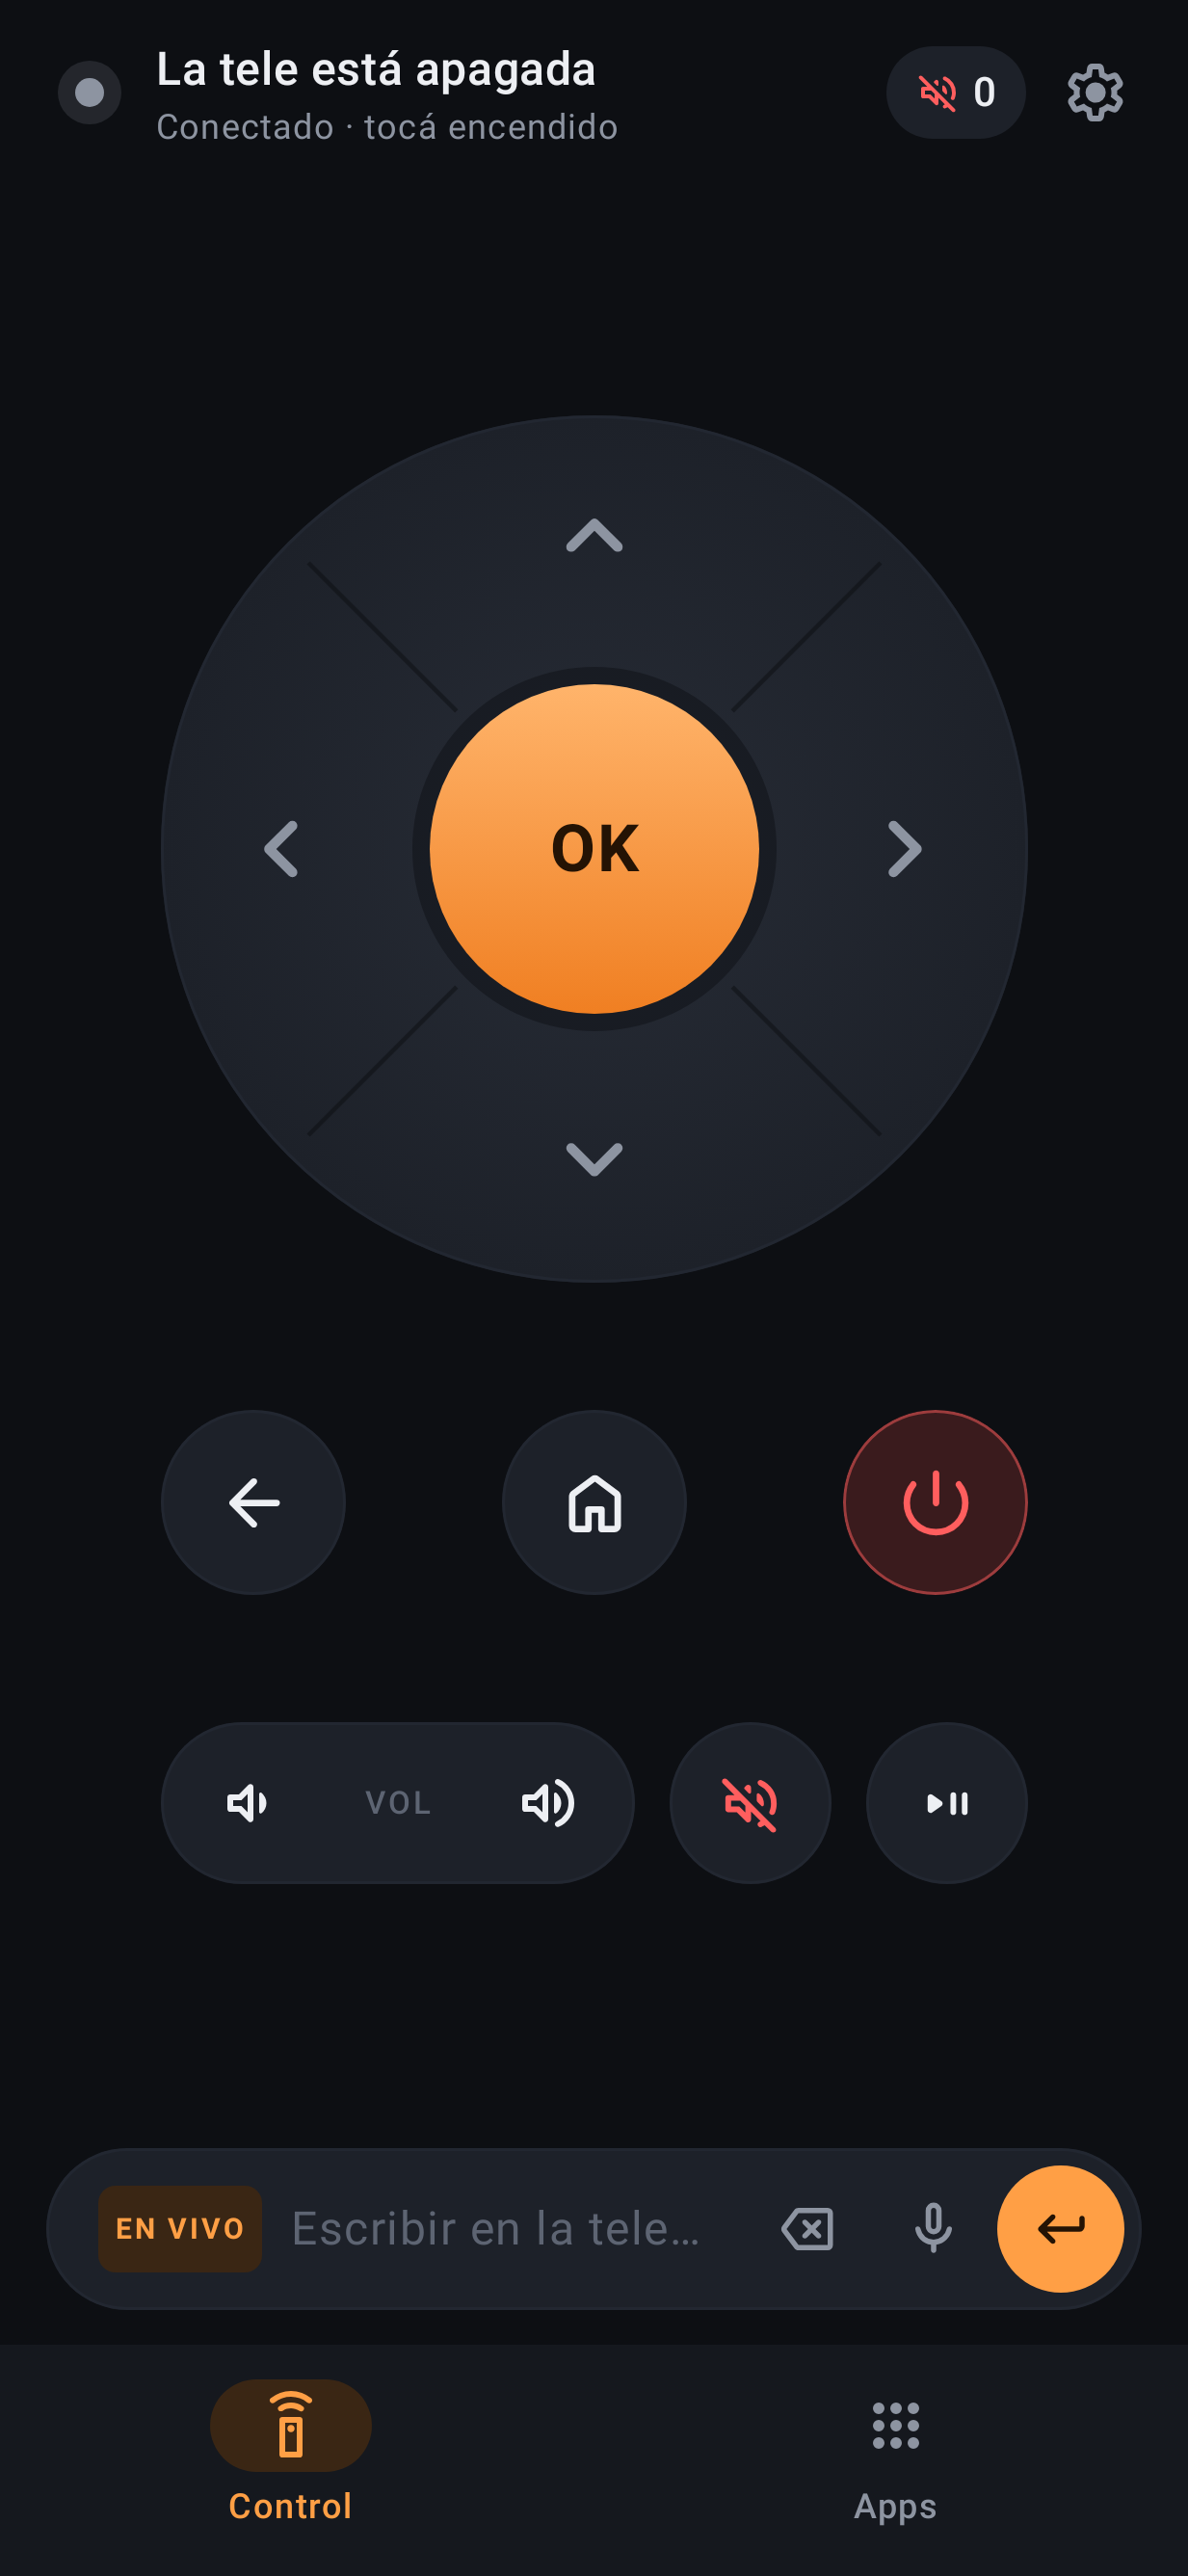 La tele está apagada
Conectado · tocá encendido
0
OK
VOL
EN VIVO
Escribir en la tele…
Control
Apps